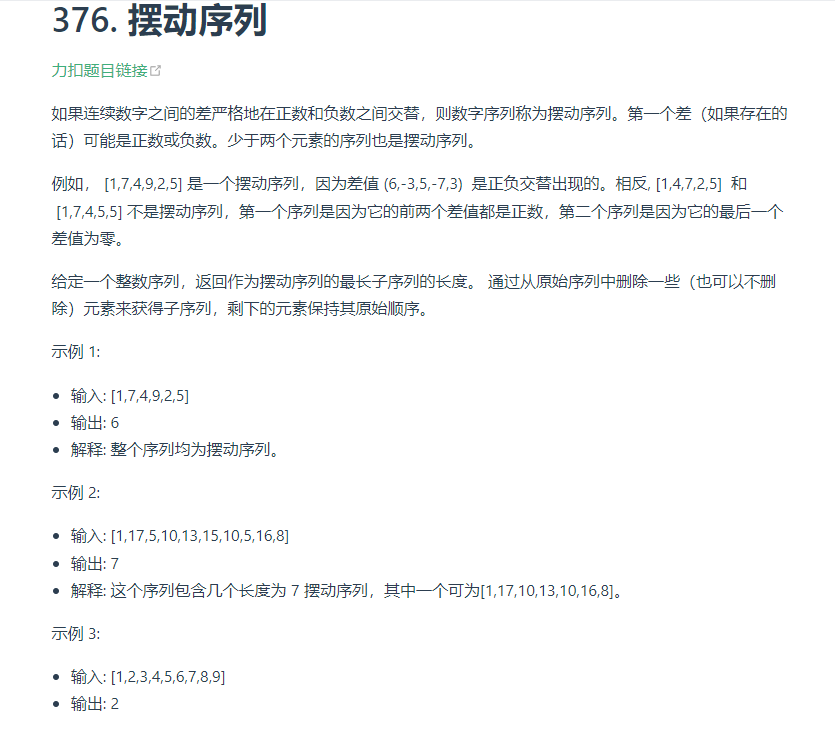 376. 摆动序列
力扣题目链接
如果连续数字之间的差严格地在正数和负数之间交替，则数字序列称为摆动序列。第一个差（如果存在的
话）可能是正数或负数。少于两个元素的序列也是摆动序列。
例如， [1,7,4,9,2,5] 是一个摆动序列，因为差值 (6,-3,5,-7,3) 是正负交替出现的。相反, [1,4,7,2,5] 和
[1,7,4,5,5] 不是摆动序列，第一个序列是因为它的前两个差值都是正数，第二个序列是因为它的最后一个
差值为零。
给定一个整数序列，返回作为摆动序列的最长子序列的长度。 通过从原始序列中删除一些（也可以不删
除）元素来获得子序列，剩下的元素保持其原始顺序。
示例 1:
• 输入: [1,7,4,9,2,5]
• 输出: 6
• 解释: 整个序列均为摆动序列。
示例 2:
• 输入: [1,17,5,10,13,15,10,5,16,8]
• 输出: 7
• 解释: 这个序列包含几个长度为 7 摆动序列，其中一个可为[1,17,10,13,10,16,8]。
示例 3:
• 输入: [1,2,3,4,5,6,7,8,9]
• 输出: 2